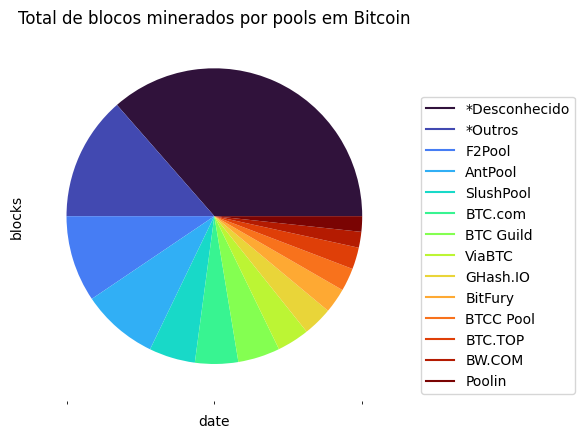 Total de blocos minerados por pools em Bitcoin
blocks
date
*Desconhecido
*Outros
F2Pool
AntPool
SlushPool
BTC.com
BTC Guild
ViaBTC
GHash.IO
BitFury
BTCC Pool
BTC.TOP
BW.COM
Poolin